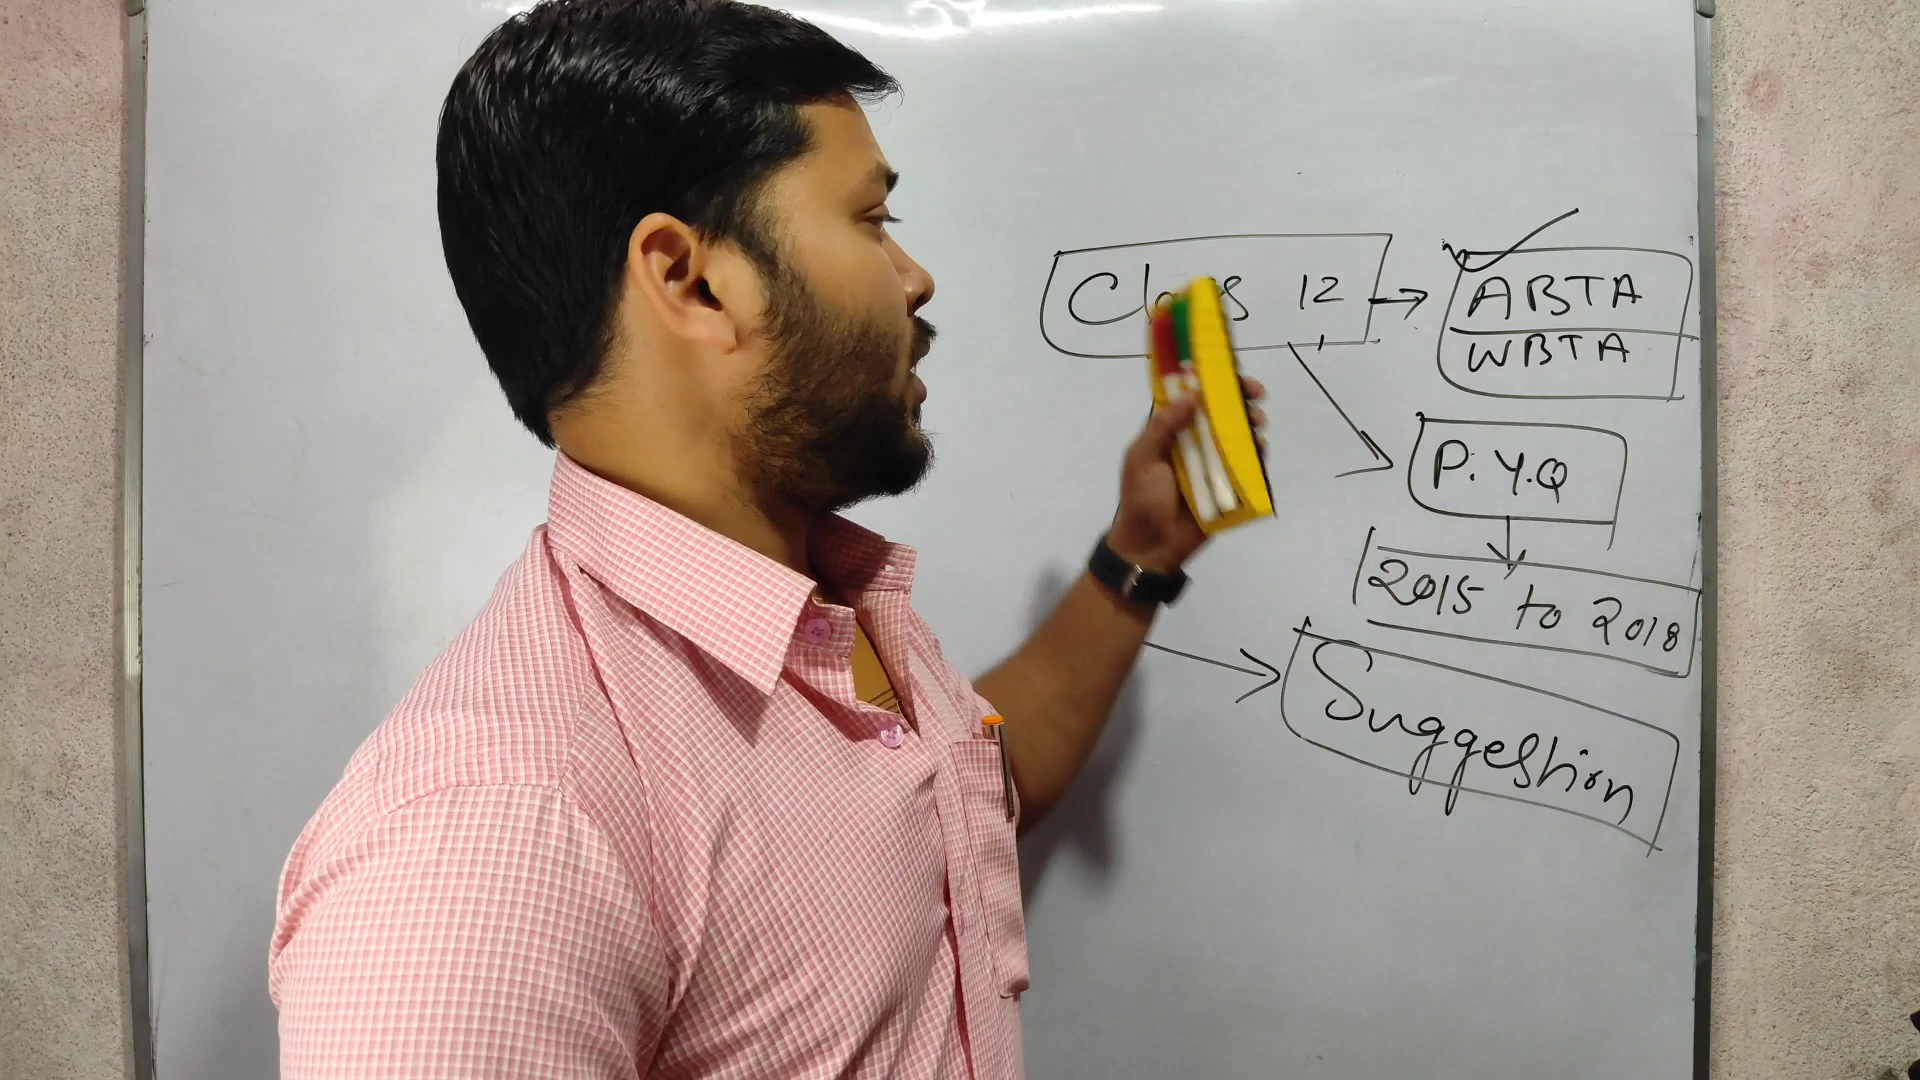 Class 12
ABTA
WBTA
P.Y.Q
2015 to 2018
Suggestion